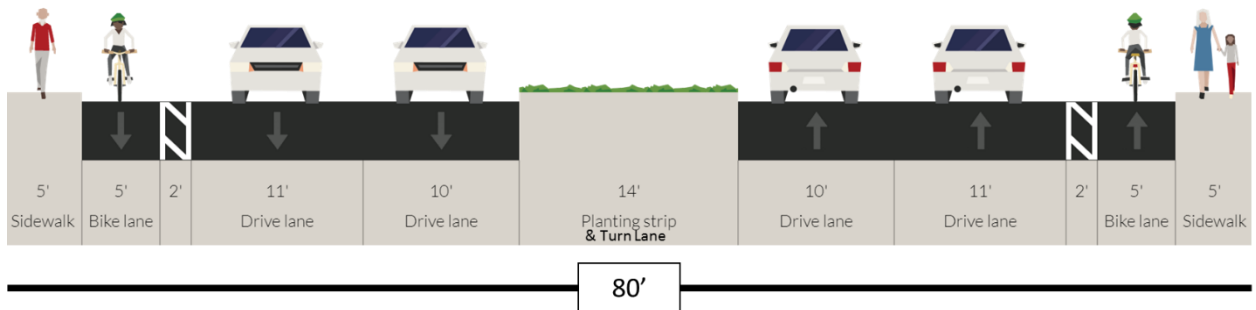 5' 5' 2' 11' 10' 14' 10' 11' 2' 5' 5'
Sidewalk Bike lane Drive lane Drive lane Planting strip Drive lane Drive lane Bike lane Sidewalk
& Turn Lane
80'